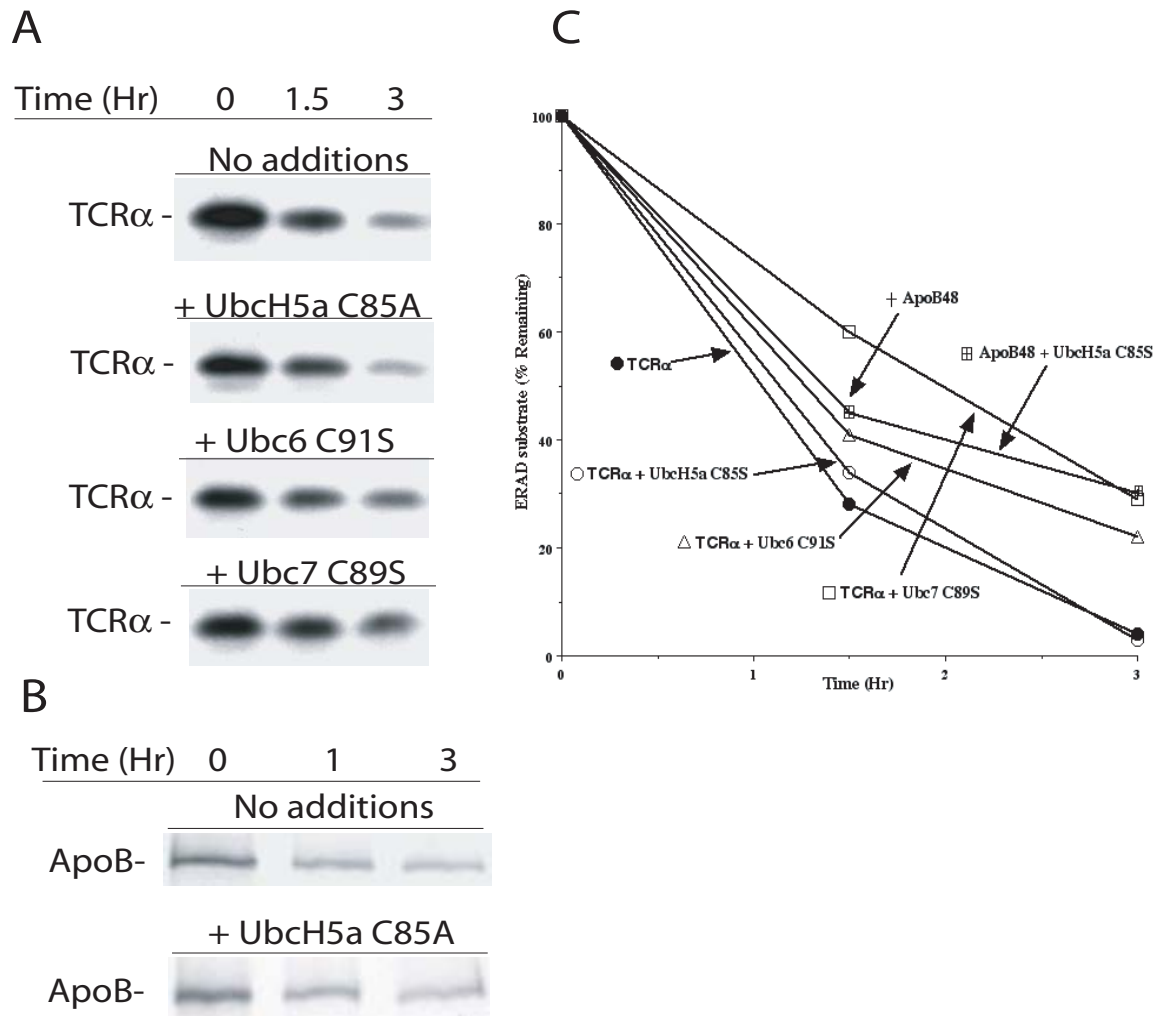 A
Time (Hr) 0 1.5 3
No additions
TCRα -
+ UbcH5a C85A
TCRα -
+ Ubc6 C91S
TCRα -
+ Ubc7 C89S
TCRα -
B
Time (Hr) 0 1 3
No additions
ApoB-
+ UbcH5a C85A
ApoB-
C
ERAD substrate (% Remaining)
100
80
60
40
20
0
0 1 2 3
Time (Hr)
+ ApoB48
ApoB48 + UbcH5a C85S
TCRα
TCRα + UbcH5a C85S
TCRα + Ubc6 C91S
TCRα + Ubc7 C89S